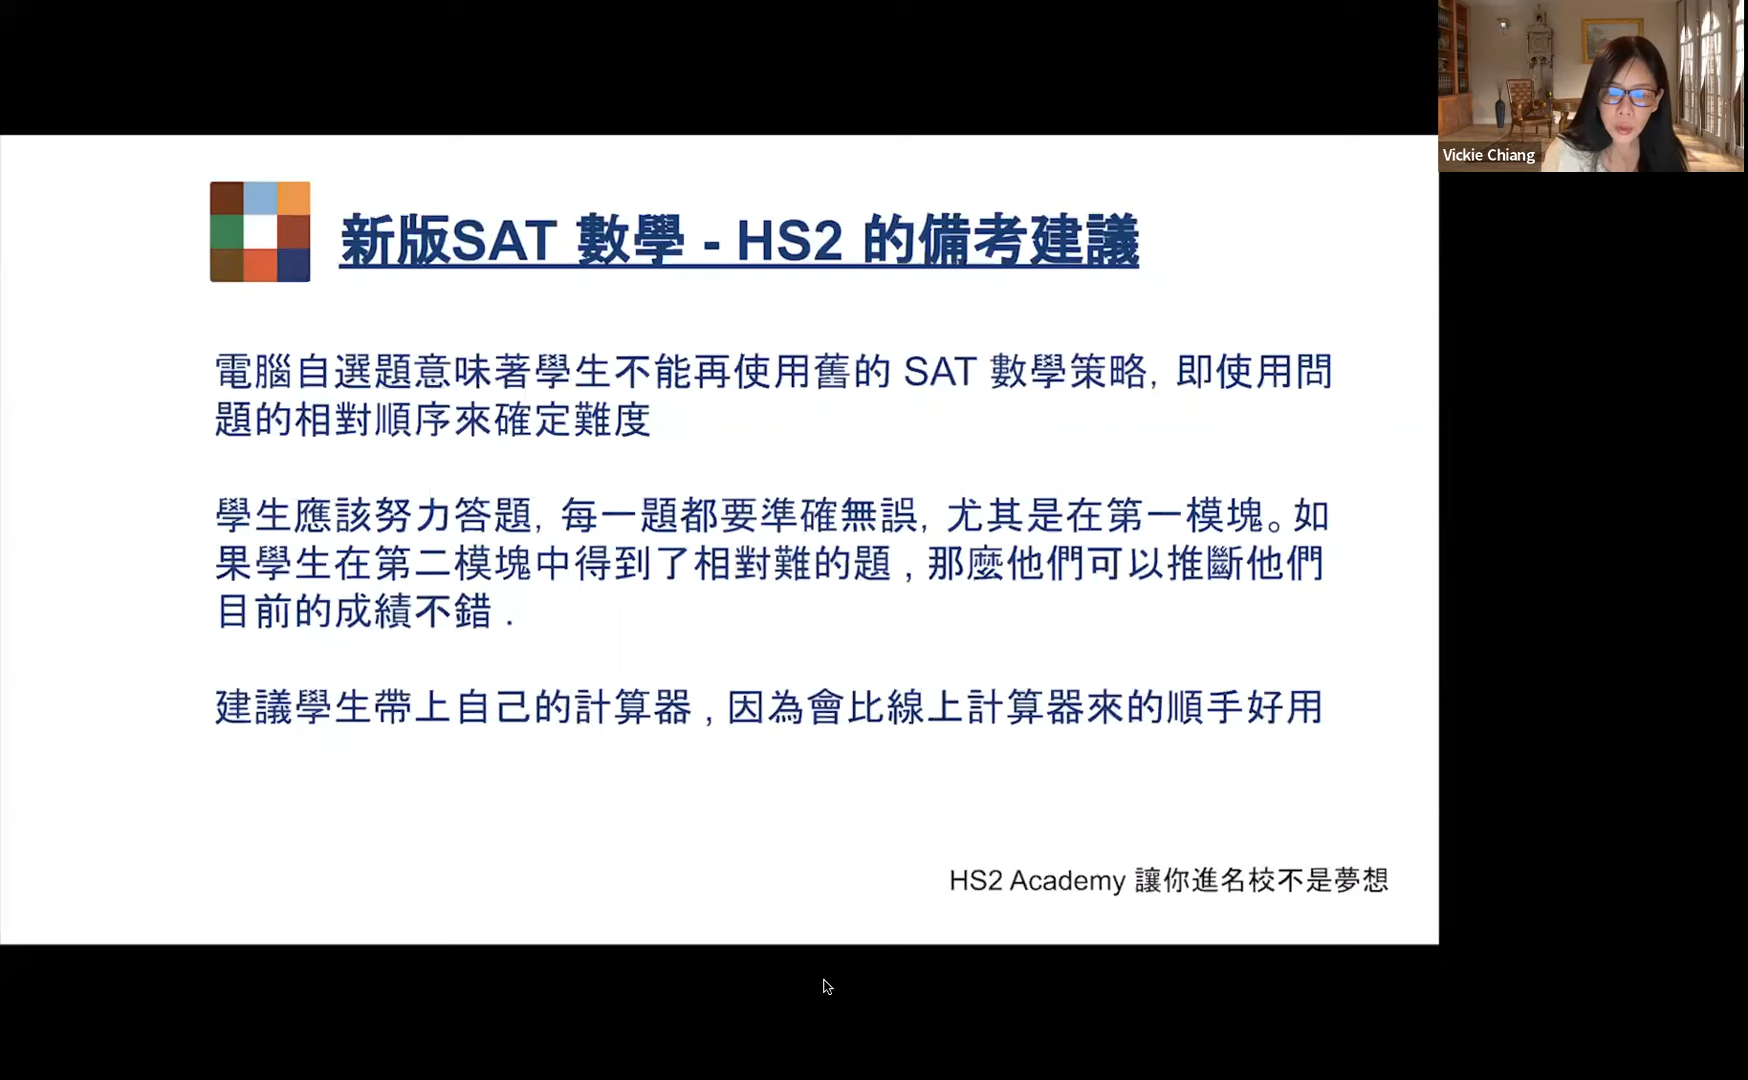 Vickie Chiang
新版SAT 數學 - HS2 的備考建議
電腦自選題意味著學生不能再使用舊的 SAT 數學策略, 即使用問
題的相對順序來確定難度
學生應該努力答題, 每一題都要準確無誤, 尤其是在第一模塊。如
果學生在第二模塊中得到了相對難的題 , 那麼他們可以推斷他們
目前的成績不錯 .
建議學生帶上自己的計算器 , 因為會比線上計算器來的順手好用
HS2 Academy 讓你進名校不是夢想